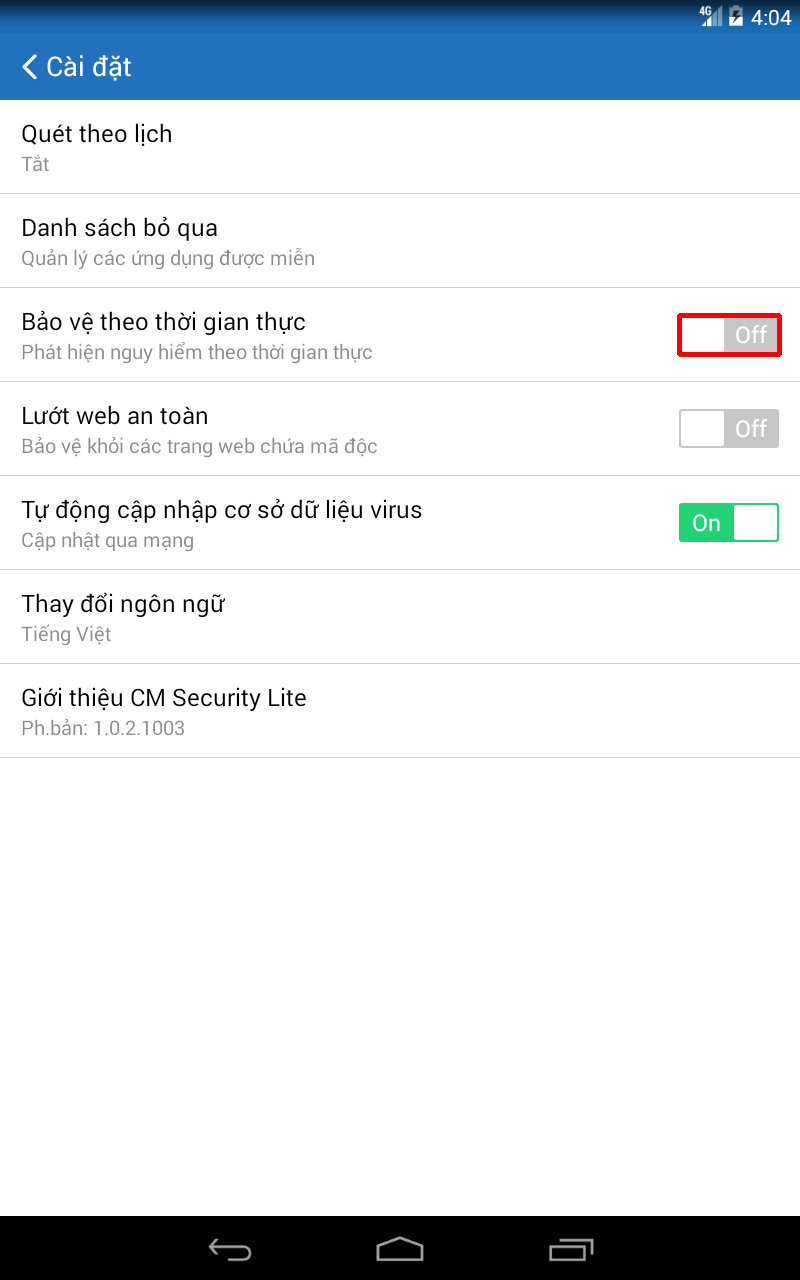 4G 4:04
Cài đặt
Quét theo lịch
Tắt
Danh sách bỏ qua
Quản lý các ứng dụng được miễn
Bảo vệ theo thời gian thực
Off
Phát hiện nguy hiểm theo thời gian thực
Lướt web an toàn
Off
Bảo vệ khỏi các trang web chứa mã độc
Tự động cập nhập cơ sở dữ liệu virus
On
Cập nhật qua mạng
Thay đổi ngôn ngữ
Tiếng Việt
Giới thiệu CM Security Lite
Ph.bản: 1.0.2.1003